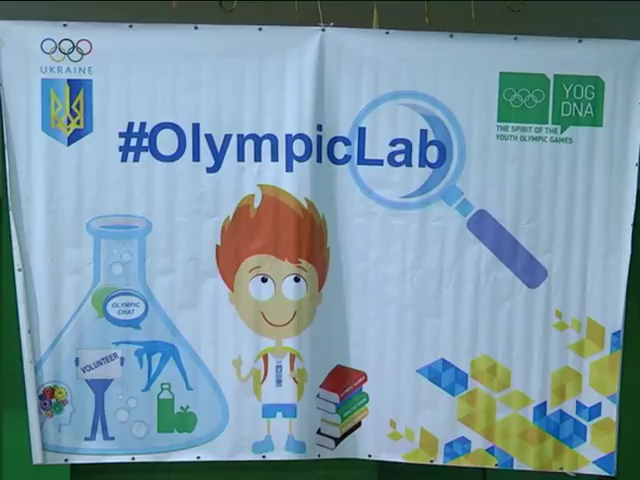 UKRAINE
#OlympicLab
YOG
DNA
THE SPIRIT OF THE
YOUTH OLYMPIC GAMES
OLYMPIC
CHAT
VOLUNTEER